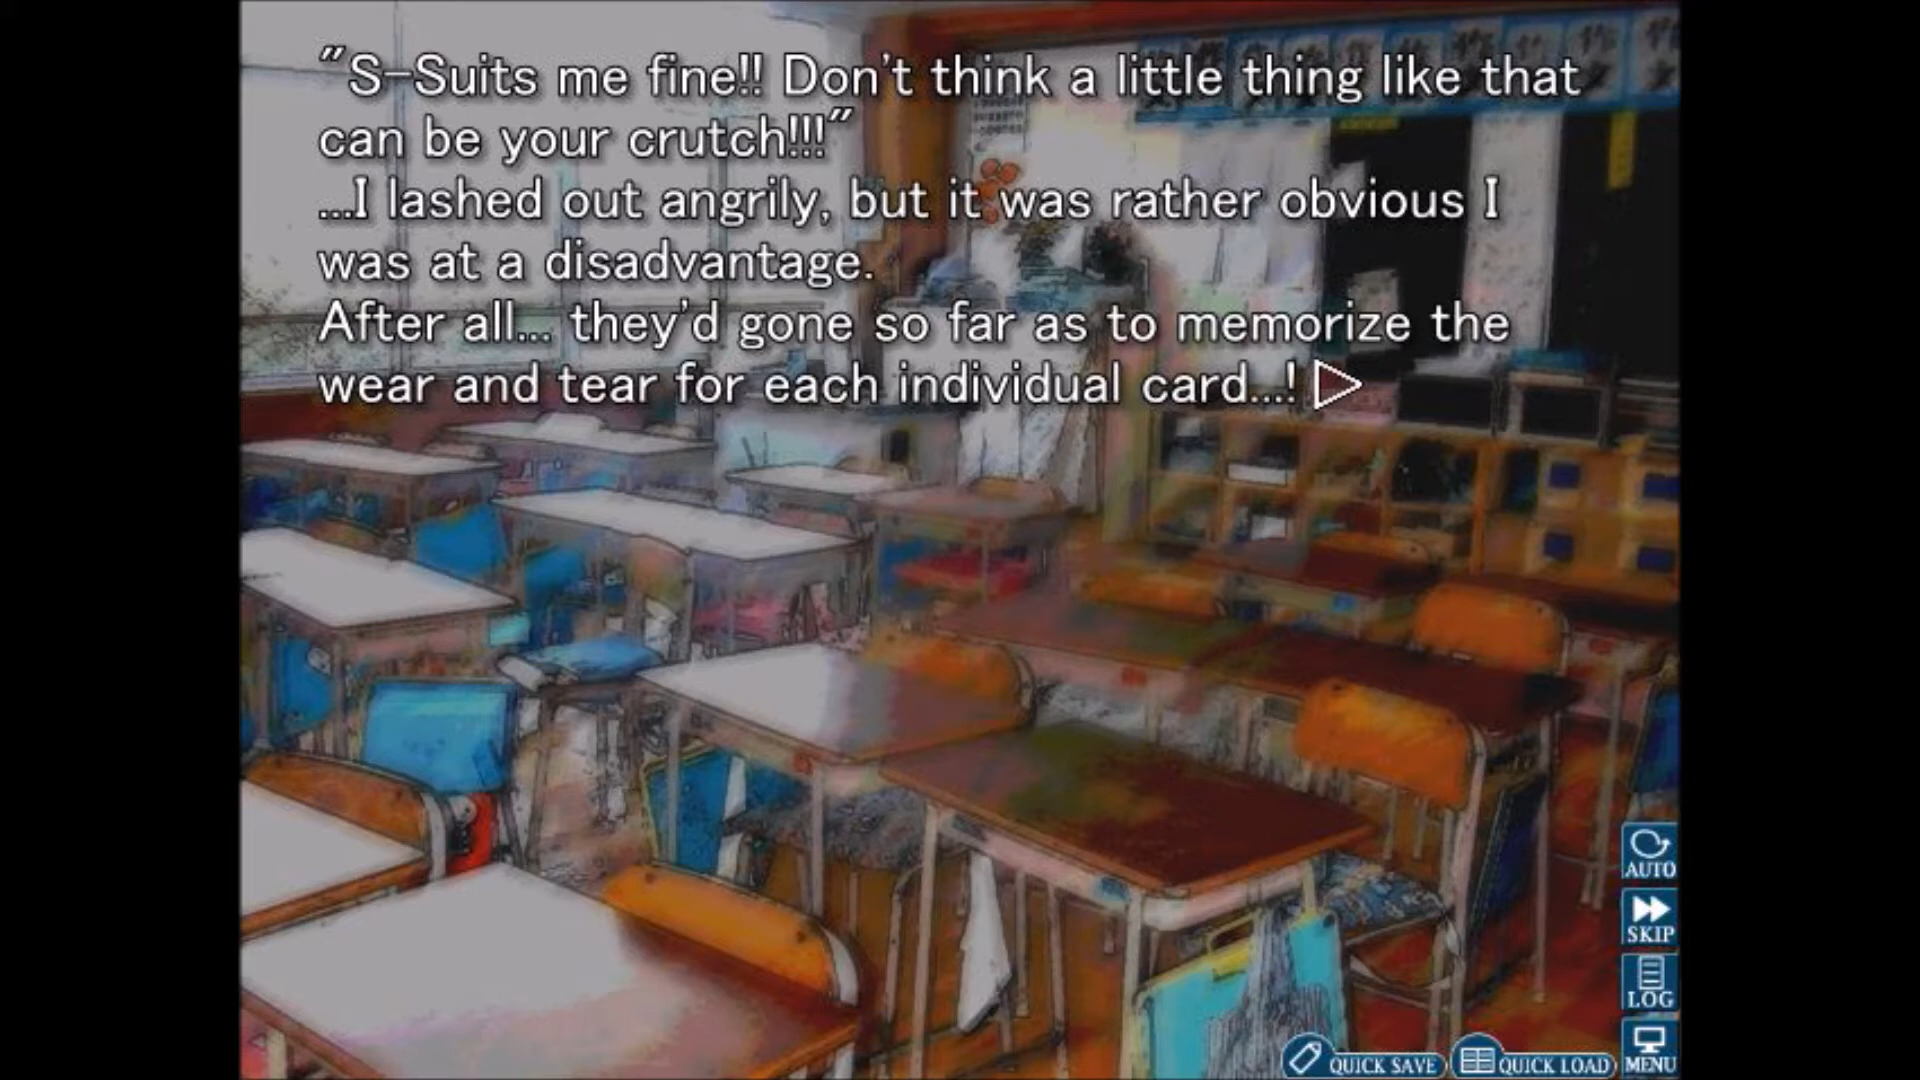 "S-Suits me fine!! Don't think a little thing like that
can be your crutch!!!"
...I lashed out angrily, but it was rather obvious I
was at a disadvantage.
After all... they'd gone so far as to memorize the
wear and tear for each individual card...!
AUTO
SKIP
LOG
MENU
QUICK SAVE
QUICK LOAD